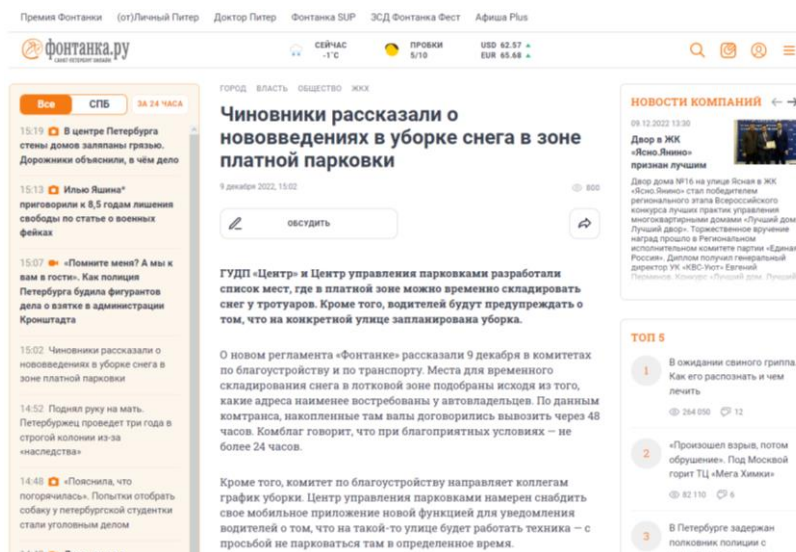 Премия Фонтанки (от)Личный Питер Доктор Питер Фонтанка SUP ЗСД Фонтанка Фест Афиша Plus
фонтанка.ру
САНКТ-ПЕТЕРБУРГ ОНЛАЙН
СЕЙЧАС
-1°C
ПРОБКИ
5/10
USD 62.57
EUR 65.68
Все СПБ ЗА 24 ЧАСА
15:19 В центре Петербурга
стены домов заляпаны грязью.
Дорожники объяснили, в чём дело
15:13 Илью Яшина*
приговорили к 8,5 годам лишения
свободы по статье о военных
фейках
15:07 «Помните меня? А мы к
вам в гости». Как полиция
Петербурга будила фигурантов
дела о взятке в администрации
Кронштадта
15:02 Чиновники рассказали о
нововведениях в уборке снега в
зоне платной парковки
14:52 Поднял руку на мать.
Петербуржец проведет три года в
строгой колонии из-за
«наследства»
14:48 «Пояснила, что
погорячилась». Попытки отобрать
собаку у петербургской студентки
стали уголовным делом
ГОРОД ВЛАСТЬ ОБЩЕСТВО ЖКХ
Чиновники рассказали о
нововведениях в уборке снега в зоне
платной парковки
9 декабря 2022, 15:02
800
ОБСУДИТЬ
ГУДП «Центр» и Центр управления парковками разработали
список мест, где в платной зоне можно временно складировать
снег у тротуаров. Кроме того, водителей будут предупреждать о
том, что на конкретной улице запланирована уборка.
О новом регламента «Фонтанке» рассказали 9 декабря в комитетах
по благоустройству и по транспорту. Места для временного
складирования снега в лотковой зоне подобраны исходя из того,
какие адреса наименее востребованы у автовладельцев. По данным
комтранса, накопленные там валы договорились вывозить через 48
часов. Комблаг говорит, что при благоприятных условиях — не
более 24 часов.
Кроме того, комитет по благоустройству направляет коллегам
график уборки. Центр управления парковками намерен снабдить
свое мобильное приложение новой функцией для уведомления
водителей о том, что на такой-то улице будет работать техника — с
просьбой не парковаться там в определенное время.
НОВОСТИ КОМПАНИЙ
09.12.2022 13:30
Двор в ЖК
«Ясно.Янино»
признан лучшим
Двор дома №16 на улице Ясная в ЖК
«Ясно.Янино» стал победителем
регионального этапа Всероссийского
конкурса лучших практик управления
многоквартирными домами «Лучший дом.
Лучший двор». Торжественное вручение
наград прошло в Региональном
исполнительном комитете партии «Единая
Россия». Диплом получил генеральный
директор УК «КВС-Уют» Евгений
Перминов. Конкурс «Лучший дом. Лучший
ТОП 5
1
В ожидании свиного гриппа.
Как его распознать и чем
лечить
264 050 12
2
«Произошел взрыв, потом
обрушение». Под Москвой
горит ТЦ «Мега Химки»
82 110 6
3
В Петербурге задержан
полковник полиции с